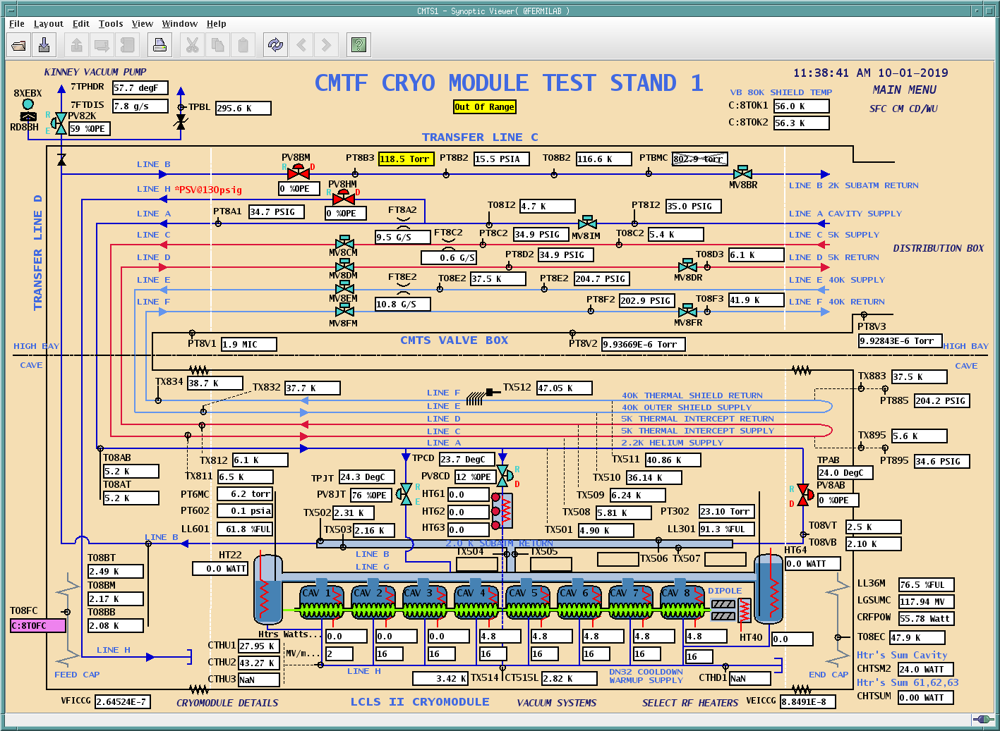 CMTS1 - Synoptic Viewer( @FERMILAB )
File Layout Edit Tools View Window Help
KINNEY VACUUM PUMP
CMTF CRYO MODULE TEST STAND 1
11:38:41 AM 10-01-2019
8XEBX
7TPHDR 57.7 degF
7FTDIS 7.8 g/s
TPBL 295.6 K
Out Of Range
VB 80K SHIELD TEMP
MAIN MENU
C:8TOK1 56.0 K
SFC CM CD/WU
C:8TOK2 56.3 K
RD8BH
R
E
PV82K
59 %OPE
TRANSFER LINE C
TRANSFER LINE D
LINE B
PV8BM
R D
0 %OPE
PT8B3 118.5 Torr
PT8B2 15.5 PSIA
TO8B2 116.6 K
PTBMC 802.9 torr
MV8BR
LINE B 2K SUBATM RETURN
LINE H *PSV@130psig
PV8HM
R D
0 %OPE
LINE A
PT8A1 34.7 PSIG
FT8A2
9.5 G/S
TO8I2 4.7 K
MV8IM
PT8I2 35.0 PSIG
LINE A CAVITY SUPPLY
LINE C
MV8CM
FT8C2
0.6 G/S
PT8C2 34.9 PSIG
TO8C2 5.4 K
LINE C 5K SUPPLY
DISTRIBUTION BOX
LINE D
MV8DM
PT8D2 34.9 PSIG
MV8DR
TO8D3 6.1 K
LINE D 5K RETURN
LINE E
MV8EM
FT8E2
10.8 G/S
TO8E2 37.5 K
PT8E2 204.7 PSIG
LINE E 40K SUPPLY
LINE F
MV8FM
PT8F2 202.9 PSIG
MV8FR
TO8F3 41.9 K
LINE F 40K RETURN
PT8V1 1.9 MIC
CMTS VALVE BOX
PT8V2 9.93669E-6 Torr
PT8V3
9.92843E-6 Torr
HIGH BAY
HIGH BAY
CAVE
CAVE
TX834 38.7 K
TX832 37.7 K
TX512 47.05 K
TX883 37.5 K
PT885 204.2 PSIG
LINE F
40K THERMAL SHIELD RETURN
LINE E
40K OUTER SHIELD SUPPLY
LINE D
5K THERMAL INTERCEPT RETURN
LINE C
5K THERMAL INTERCEPT SUPPLY
LINE A
2.2K HELIUM SUPPLY
TX895 5.6 K
PT895 34.6 PSIG
TO8AB
5.2 K
TO8AT
5.2 K
TX812 6.1 K
TX811 6.5 K
PT6MC 6.2 torr
PT602 0.1 psia
LL601 61.8 %FUL
TPJT 24.3 DegC
PV8JT 76 %OPE
R
E
TX502 2.31 K
TX503 2.16 K
TPCD 23.7 DegC
PV8CD 12 %OPE
R
D
HT61 0.0
HT62 0.0
HT63 0.0
TX511 40.86 K
TX510 36.14 K
TX509 6.24 K
TX508 5.81 K
TX501 4.90 K
PT302 23.10 Torr
LL301 91.3 %FUL
TPAB
24.0 DegC
PV8AB
R
D
0 %OPE
TO8VT 2.5 K
TO8VB 2.10 K
LINE B
2.0 K SUBATM RETURN
LINE B
LINE G
TX504
TX505
TX506 TX507
HT22
0.0 WATT
HT64
0.0 WATT
TO8BT
2.49 K
TO8BM
2.17 K
TO8BB
2.08 K
TO8FC
C:8TOFC
CAV 1 CAV 2 CAV 3 CAV 4 CAV 5 CAV 6 CAV 7 CAV 8
DIPOLE
LL36M 76.5 %FUL
LGSUMC 117.94 MV
CRFPOW 55.78 Watt
TO8EC 47.9 K
Htrs Watts... 0.0 0.0 0.0 4.8 4.8 4.8 4.8 4.8
HT40 0.0
MV/m... 2 16 16 16 16 16 16 16
CTHU1 27.95 K
CTHU2 43.27 K
CTHU3 NaN
LINE H
LINE H
FEED CAP
3.42 K TX514
CT515L 2.82 K
DN32 COOLDOWN
WARMUP SUPPLY
CTHD1 NaN
END CAP
Htr's Sum Cavity
CHTSM2 24.0 WATT
Htr's Sum 61,62,63
CHTSUM 0.00 WATT
VFICCG 2.64524E-7
CRYOMODULE DETAILS
LCLS II CRYOMODULE
VACUUM SYSTEMS
SELECT RF HEATERS
VEICCG 8.8491E-8